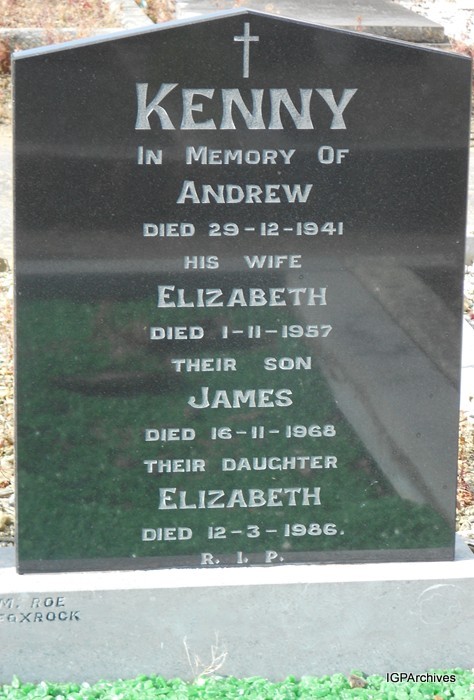 KENNY
IN MEMORY OF
ANDREW
DIED 29-12-1941
HIS WIFE
ELIZABETH
DIED 1-11-1957
THEIR SON
JAMES
DIED 16-11-1968
THEIR DAUGHTER
ELIZABETH
DIED 12-3-1986.
R. I. P.
M. ROE
FOXROCK
IGPArchives